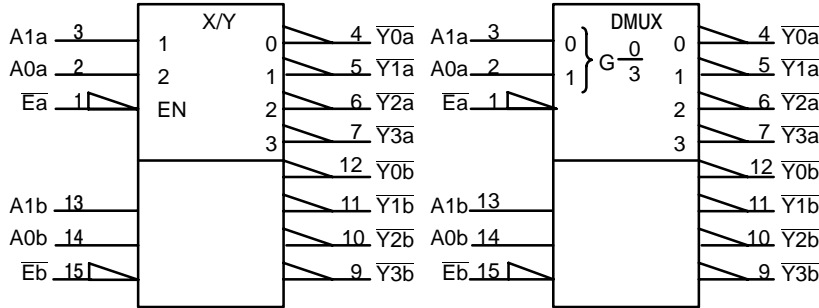 X/Y
A1a 3 1 0 4 Y0a
A0a 2 2 1 5 Y1a
Ea 1 EN 2 6 Y2a
3 7 Y3a
12 Y0b
A1b 13 11 Y1b
A0b 14 10 Y2b
Eb 15 9 Y3b
DMUX
A1a 3 0 } G 0/3 0 4 Y0a
A0a 2 1 1 5 Y1a
Ea 1 2 6 Y2a
3 7 Y3a
12 Y0b
A1b 13 11 Y1b
A0b 14 10 Y2b
Eb 15 9 Y3b